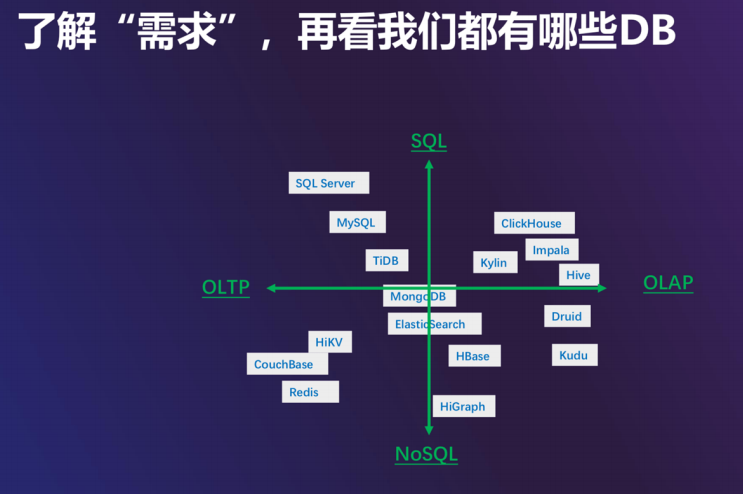 了解“需求”，再看我们都有哪些DB
SQL
SQL Server
MySQL
ClickHouse
Impala
TiDB
Kylin
Hive
OLTP
OLAP
MongoDB
Druid
ElasticSearch
HiKV
HBase
Kudu
CouchBase
Redis
HiGraph
NoSQL